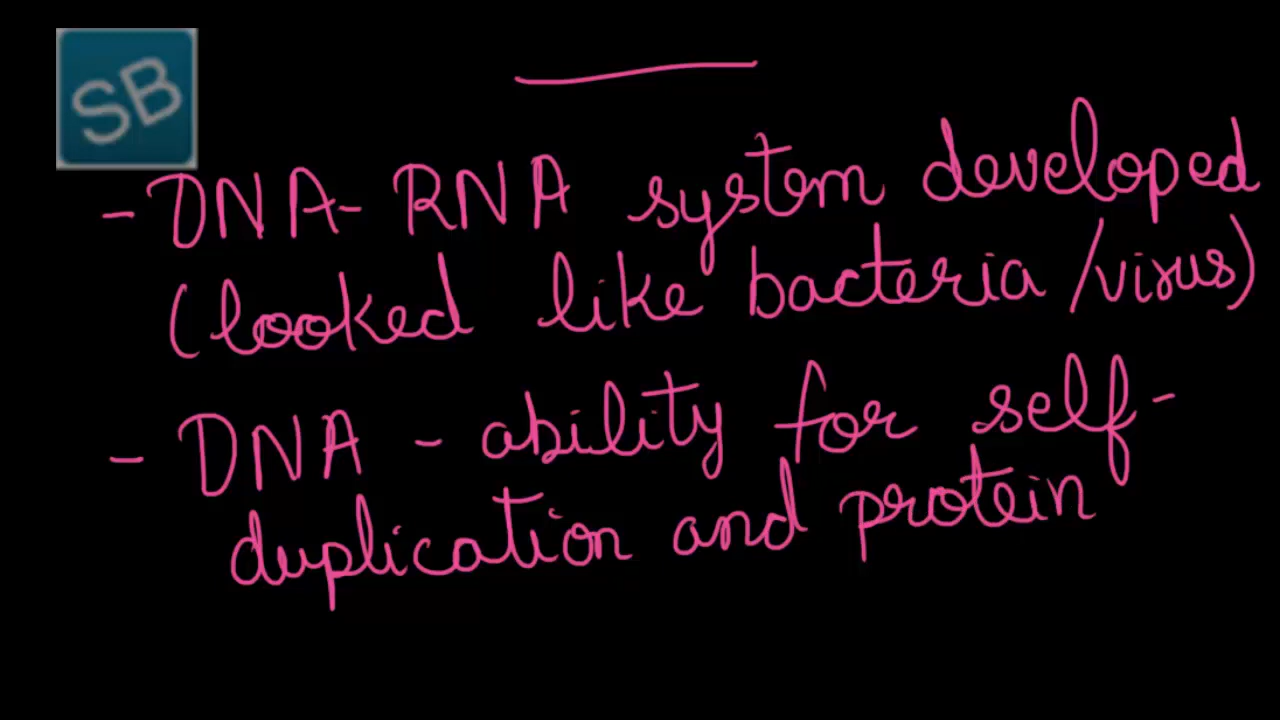 SB
- DNA- RNA system developed
(looked like bacteria /virus)
- DNA - ability for self-
duplication and protein